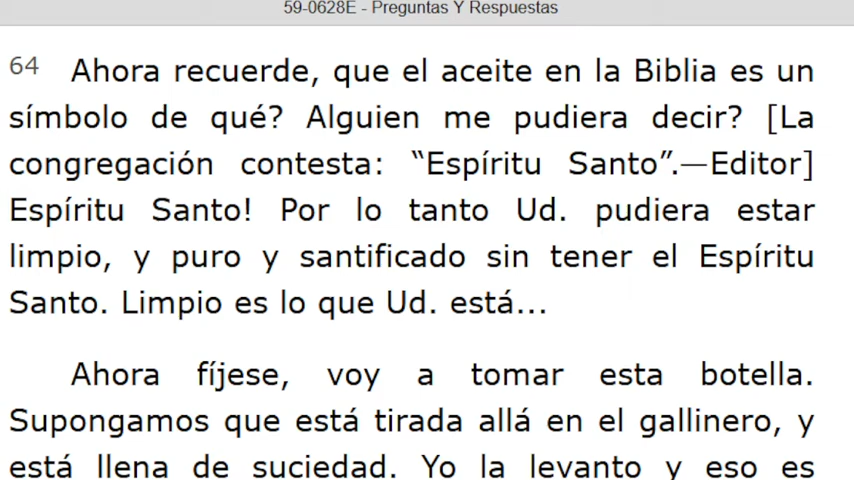 59-0628E - Preguntas Y Respuestas
64 Ahora recuerde, que el aceite en la Biblia es un
símbolo de qué? Alguien me pudiera decir? [La
congregación contesta: “Espíritu Santo”.—Editor]
Espíritu Santo! Por lo tanto Ud. pudiera estar
limpio, y puro y santificado sin tener el Espíritu
Santo. Limpio es lo que Ud. está...
Ahora fíjese, voy a tomar esta botella.
Supongamos que está tirada allá en el gallinero, y
está llena de suciedad. Yo la levanto y eso es